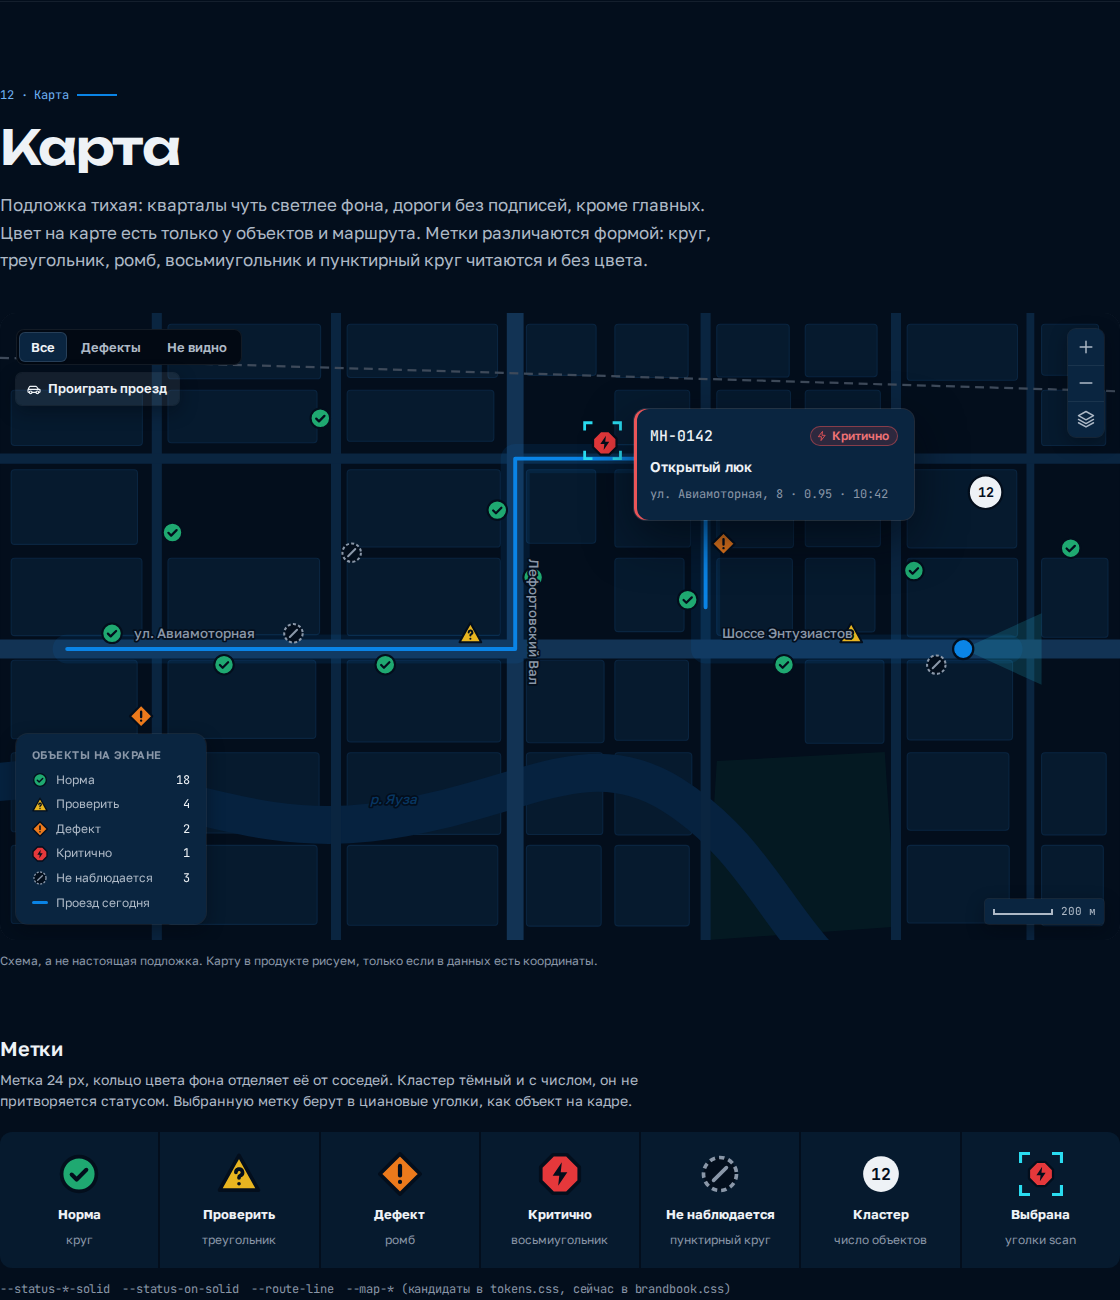 12 · Карта
Карта
Подложка тихая: кварталы чуть светлее фона, дороги без подписей, кроме главных.
Цвет на карте есть только у объектов и маршрута. Метки различаются формой: круг,
треугольник, ромб, восьмиугольник и пунктирный круг читаются и без цвета.
Все Дефекты Не видно
Проиграть проезд
MH-0142 Критично
Открытый люк
ул. Авиамоторная, 8 · 0.95 · 10:42
12
Лефортовский Вал
ул. Авиамоторная
Шоссе Энтузиастов
р. Яуза
ОБЪЕКТЫ НА ЭКРАНЕ
Норма 18
Проверить 4
Дефект 2
Критично 1
Не наблюдается 3
Проезд сегодня
200 м
Схема, а не настоящая подложка. Карту в продукте рисуем, только если в данных есть координаты.
Метки
Метка 24 px, кольцо цвета фона отделяет её от соседей. Кластер тёмный и с числом, он не
притворяется статусом. Выбранную метку берут в циановые уголки, как объект на кадре.
12
Норма Проверить Дефект Критично Не наблюдается Кластер Выбрана
круг треугольник ромб восьмиугольник пунктирный круг число объектов уголки scan
--status-*-solid --status-on-solid --route-line --map-* (кандидаты в tokens.css, сейчас в brandbook.css)